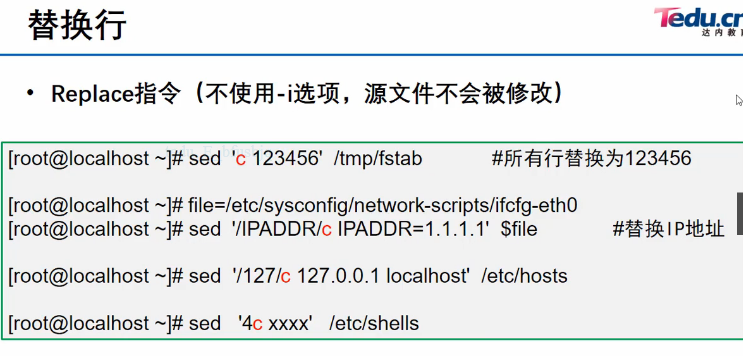 替换行
Tedu.cn
达内教育
• Replace指令（不使用-i选项，源文件不会被修改）
[root@localhost ~]# sed 'c 123456' /tmp/fstab #所有行替换为123456
[root@localhost ~]# file=/etc/sysconfig/network-scripts/ifcfg-eth0
[root@localhost ~]# sed '/IPADDR/c IPADDR=1.1.1.1' $file #替换IP地址
[root@localhost ~]# sed '/127/c 127.0.0.1 localhost' /etc/hosts
[root@localhost ~]# sed '4c xxxx' /etc/shells